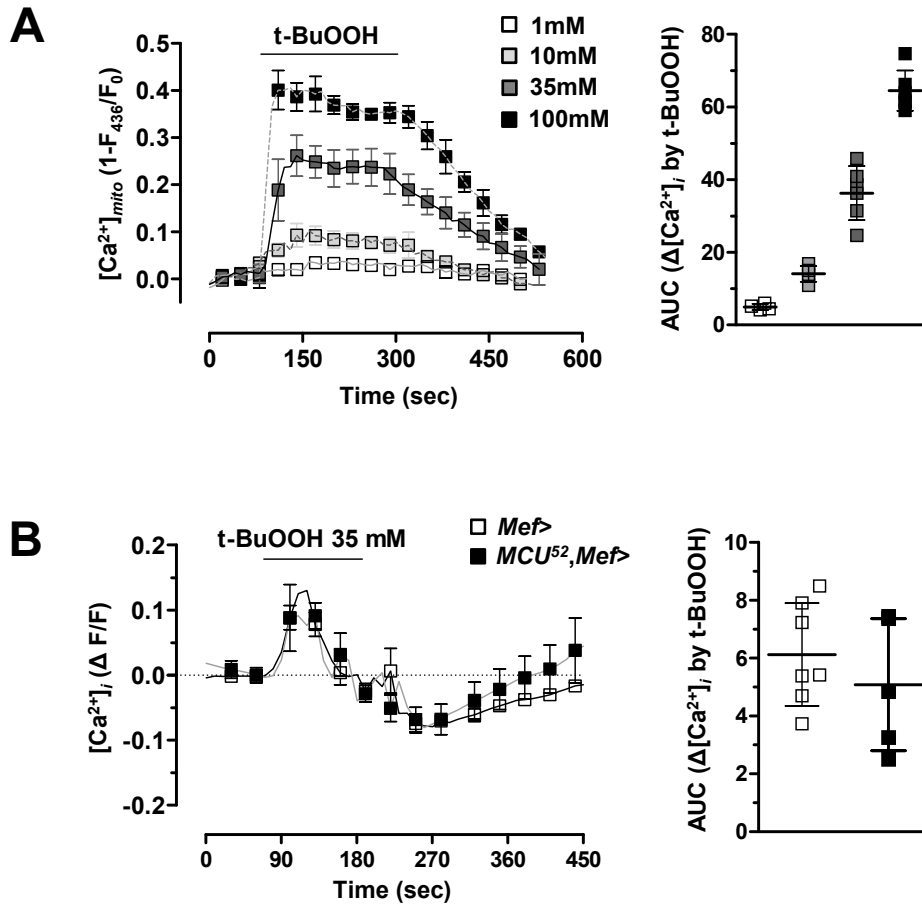 A
t-BuOOH
1mM
10mM
35mM
100mM
[Ca²⁺]mito (1-F436/F0)
0.5
0.4
0.3
0.2
0.1
0.0
0 150 300 450 600
Time (sec)
AUC (Δ[Ca²⁺]i by t-BuOOH)
80
60
40
20
0
B
t-BuOOH 35 mM
Mef>
MCU⁵²,Mef>
[Ca²⁺]i (Δ F/F)
0.2
0.1
0.0
-0.1
-0.2
0 90 180 270 360 450
Time (sec)
AUC (Δ[Ca²⁺]i by t-BuOOH)
10
8
6
4
2
0